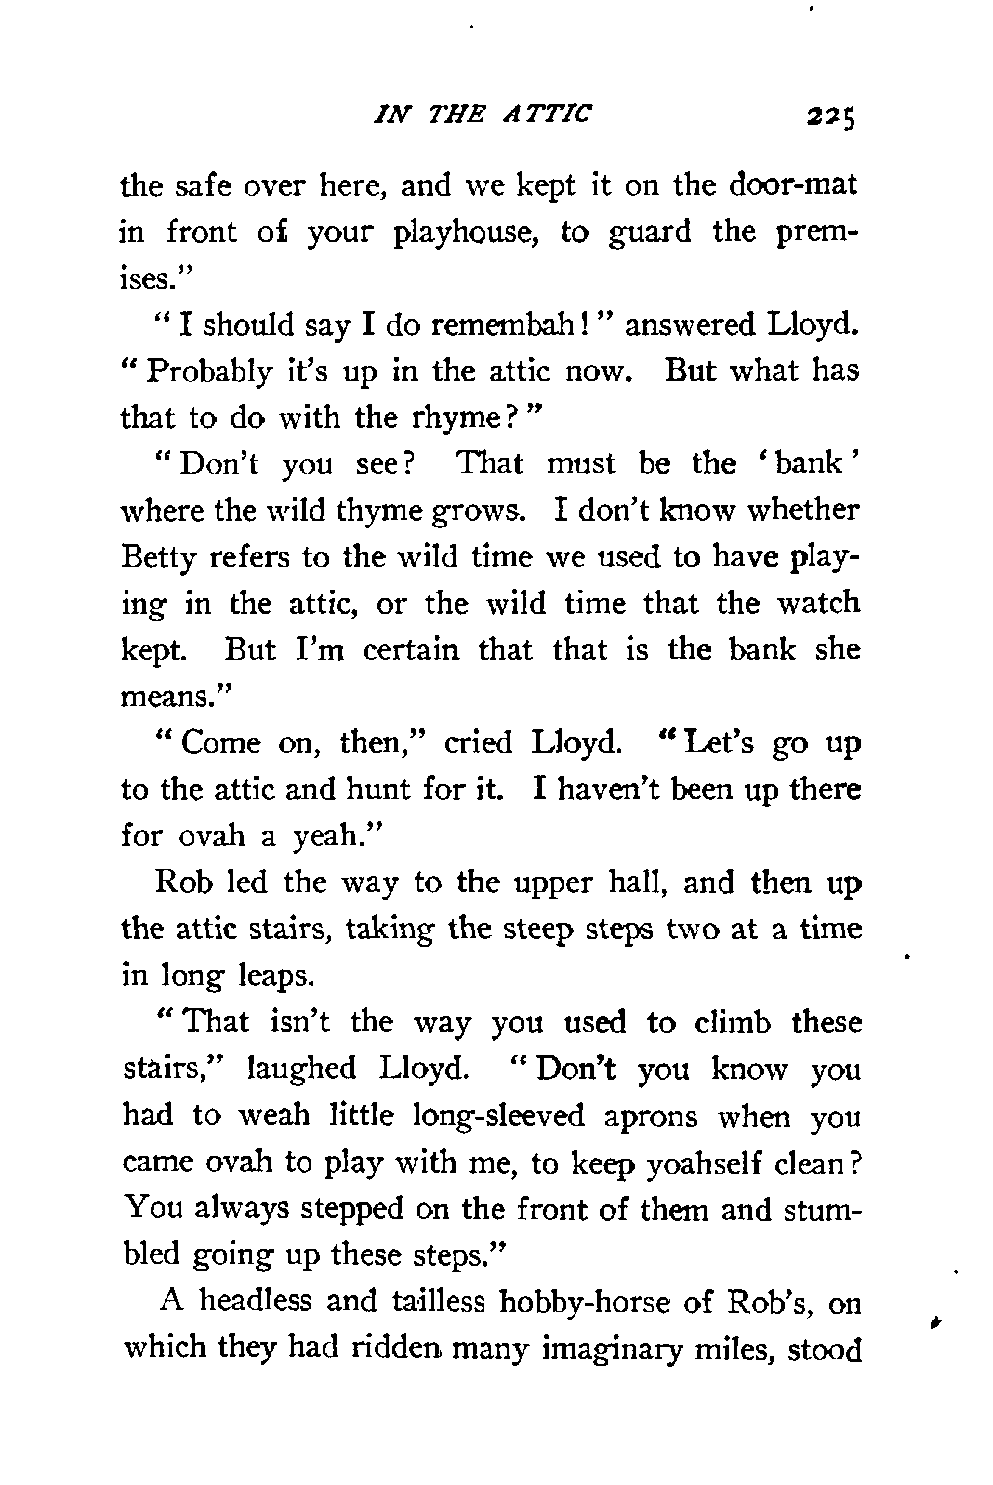 IN THE ATTIC 225
the safe over here, and we kept it on the door-mat
in front of your playhouse, to guard the prem-
ises."
" I should say I do remembah! " answered Lloyd.
" Probably it's up in the attic now. But what has
that to do with the rhyme? "
" Don't you see? That must be the ' bank '
where the wild thyme grows. I don't know whether
Betty refers to the wild time we used to have play-
ing in the attic, or the wild time that the watch
kept. But I'm certain that that is the bank she
means."
" Come on, then," cried Lloyd. " Let's go up
to the attic and hunt for it. I haven't been up there
for ovah a yeah."
Rob led the way to the upper hall, and then up
the attic stairs, taking the steep steps two at a time
in long leaps.
" That isn't the way you used to climb these
stairs," laughed Lloyd. " Don't you know you
had to weah little long-sleeved aprons when you
came ovah to play with me, to keep yoahself clean?
You always stepped on the front of them and stum-
bled going up these steps."
A headless and tailless hobby-horse of Rob's, on
which they had ridden many imaginary miles, stood